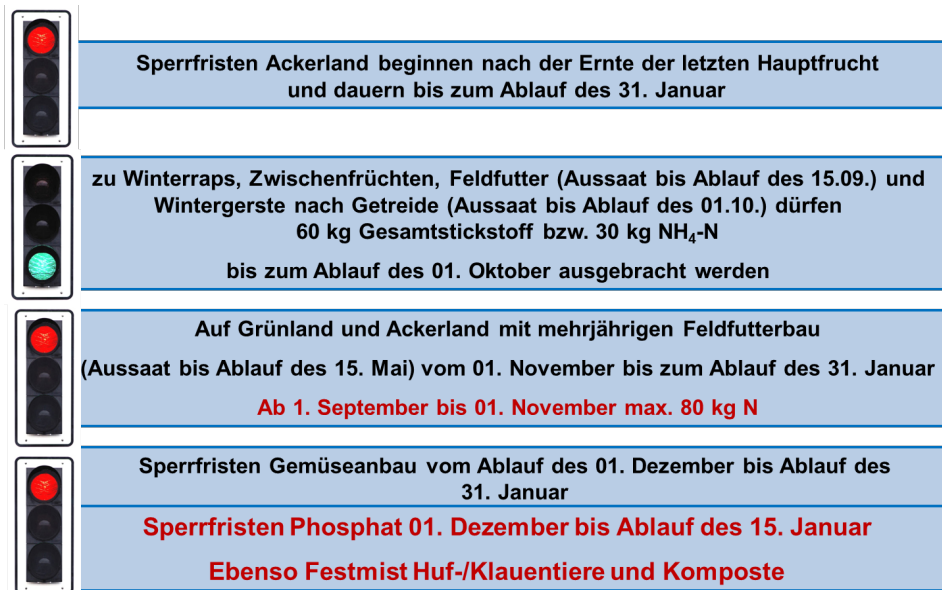 Sperrfristen Ackerland beginnen nach der Ernte der letzten Hauptfrucht
und dauern bis zum Ablauf des 31. Januar
zu Winterraps, Zwischenfrüchten, Feldfutter (Aussaat bis Ablauf des 15.09.) und
Wintergerste nach Getreide (Aussaat bis Ablauf des 01.10.) dürfen
60 kg Gesamtstickstoff bzw. 30 kg NH₄-N
bis zum Ablauf des 01. Oktober ausgebracht werden
Auf Grünland und Ackerland mit mehrjährigen Feldfutterbau
(Aussaat bis Ablauf des 15. Mai) vom 01. November bis zum Ablauf des 31. Januar
Ab 1. September bis 01. November max. 80 kg N
Sperrfristen Gemüseanbau vom Ablauf des 01. Dezember bis Ablauf des
31. Januar
Sperrfristen Phosphat 01. Dezember bis Ablauf des 15. Januar
Ebenso Festmist Huf-/Klauentiere und Komposte